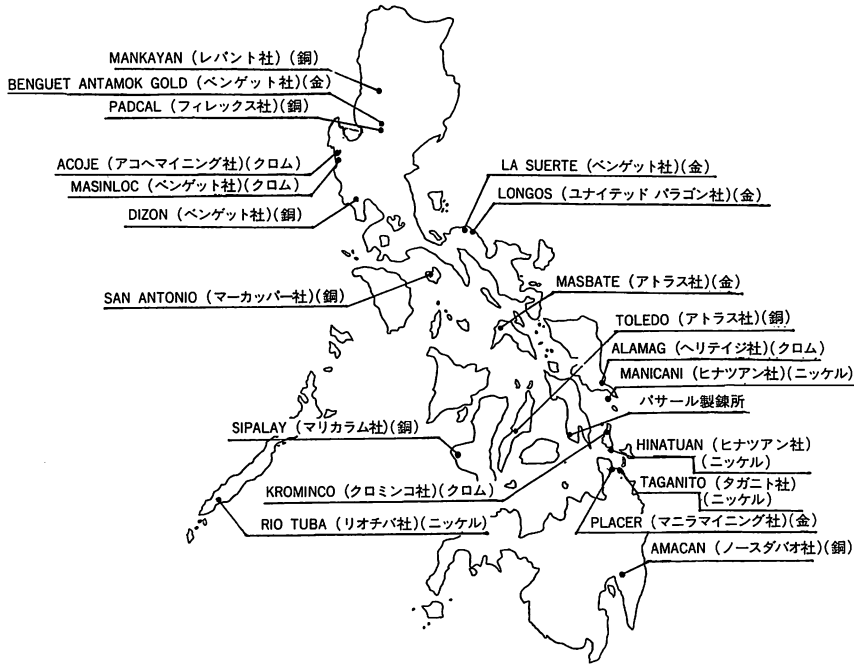 MANKAYAN (レパント社) (銅)
BENGUET ANTAMOK GOLD (ベンゲット社)(金)
PADCAL (フィレックス社)(銅)
ACOJE (アコヘマイニング社)(クロム)
MASINLOC (ベンゲット社)(クロム)
DIZON (ベンゲット社)(銅)
LA SUERTE (ベンゲット社)(金)
LONGOS (ユナイテッド パラゴン社)(金)
SAN ANTONIO (マーカッパー社)(銅)
MASBATE (アトラス社)(金)
TOLEDO (アトラス社)(銅)
ALAMAG (ヘリテイジ社)(クロム)
MANICANI (ヒナツアン社)(ニッケル)
パサール製錬所
SIPALAY (マリカラム社)(銅)
HINATUAN (ヒナツアン社)
(ニッケル)
KROMINCO (クロミンコ社)(クロム)
TAGANITO (タガニト社)
(ニッケル)
RIO TUBA (リオチバ社)(ニッケル)
PLACER (マニラマイニング社)(金)
AMACAN (ノースダバオ社)(銅)